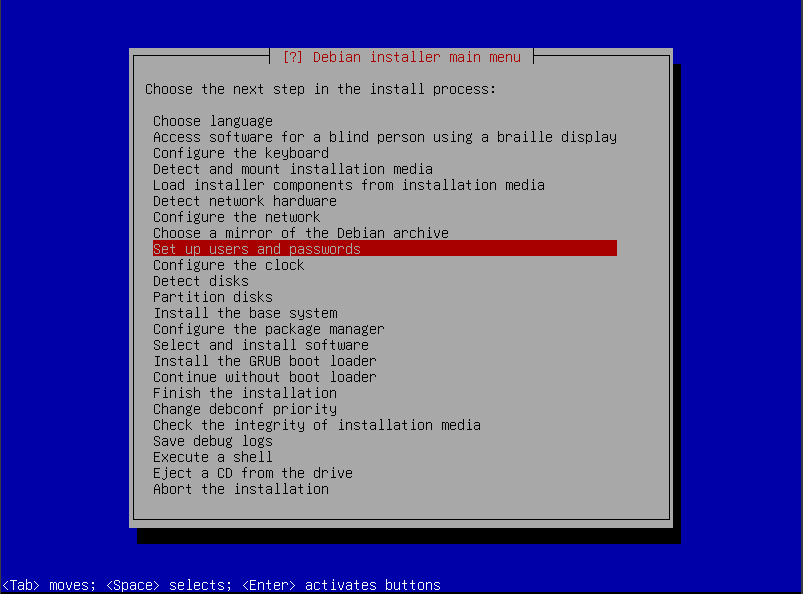 [?] Debian installer main menu
Choose the next step in the install process:
Choose language
Access software for a blind person using a braille display
Configure the keyboard
Detect and mount installation media
Load installer components from installation media
Detect network hardware
Configure the network
Choose a mirror of the Debian archive
Set up users and passwords
Configure the clock
Detect disks
Partition disks
Install the base system
Configure the package manager
Select and install software
Install the GRUB boot loader
Continue without boot loader
Finish the installation
Change debconf priority
Check the integrity of installation media
Save debug logs
Execute a shell
Eject a CD from the drive
Abort the installation
<Tab> moves; <Space> selects; <Enter> activates buttons